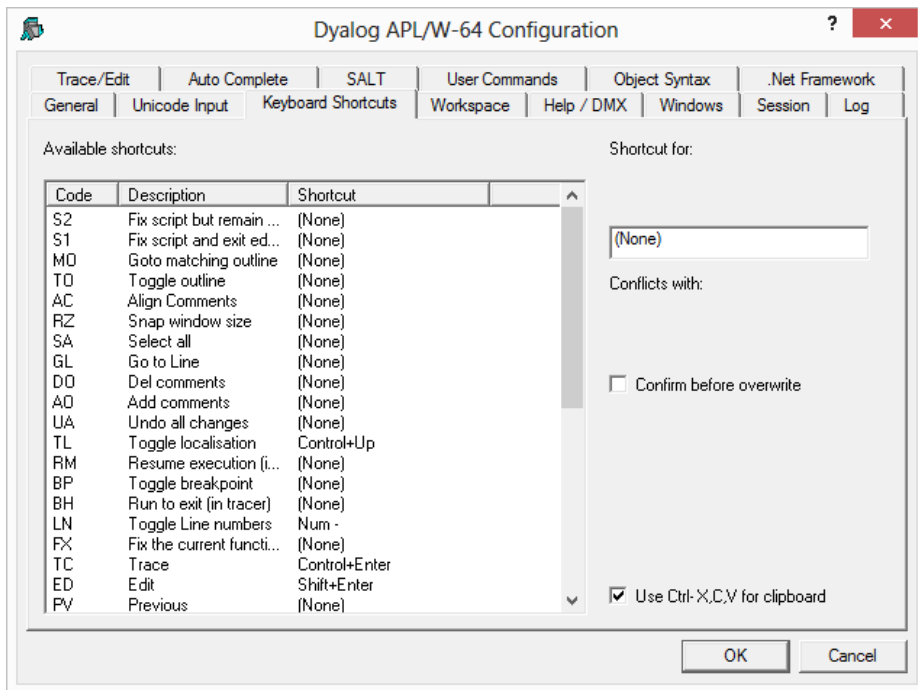 Dyalog APL/W-64 Configuration ? ×
Trace/Edit Auto Complete SALT User Commands Object Syntax .Net Framework
General Unicode Input Keyboard Shortcuts Workspace Help / DMX Windows Session Log
Available shortcuts: Shortcut for:
Code Description Shortcut
S2 Fix script but remain ... (None)
S1 Fix script and exit ed... (None)
MO Goto matching outline (None)
TO Toggle outline (None)
AC Align Comments (None)
RZ Snap window size (None)
SA Select all (None)
GL Go to Line (None)
DO Del comments (None)
AO Add comments (None)
UA Undo all changes (None)
TL Toggle localisation Control+Up
RM Resume execution (i... (None)
BP Toggle breakpoint (None)
BH Run to exit (in tracer) (None)
LN Toggle Line numbers Num -
FX Fix the current functi... (None)
TC Trace Control+Enter
ED Edit Shift+Enter
PV Previous (None)
(None)
Conflicts with:
Confirm before overwrite
Use Ctrl-X,C,V for clipboard
OK Cancel